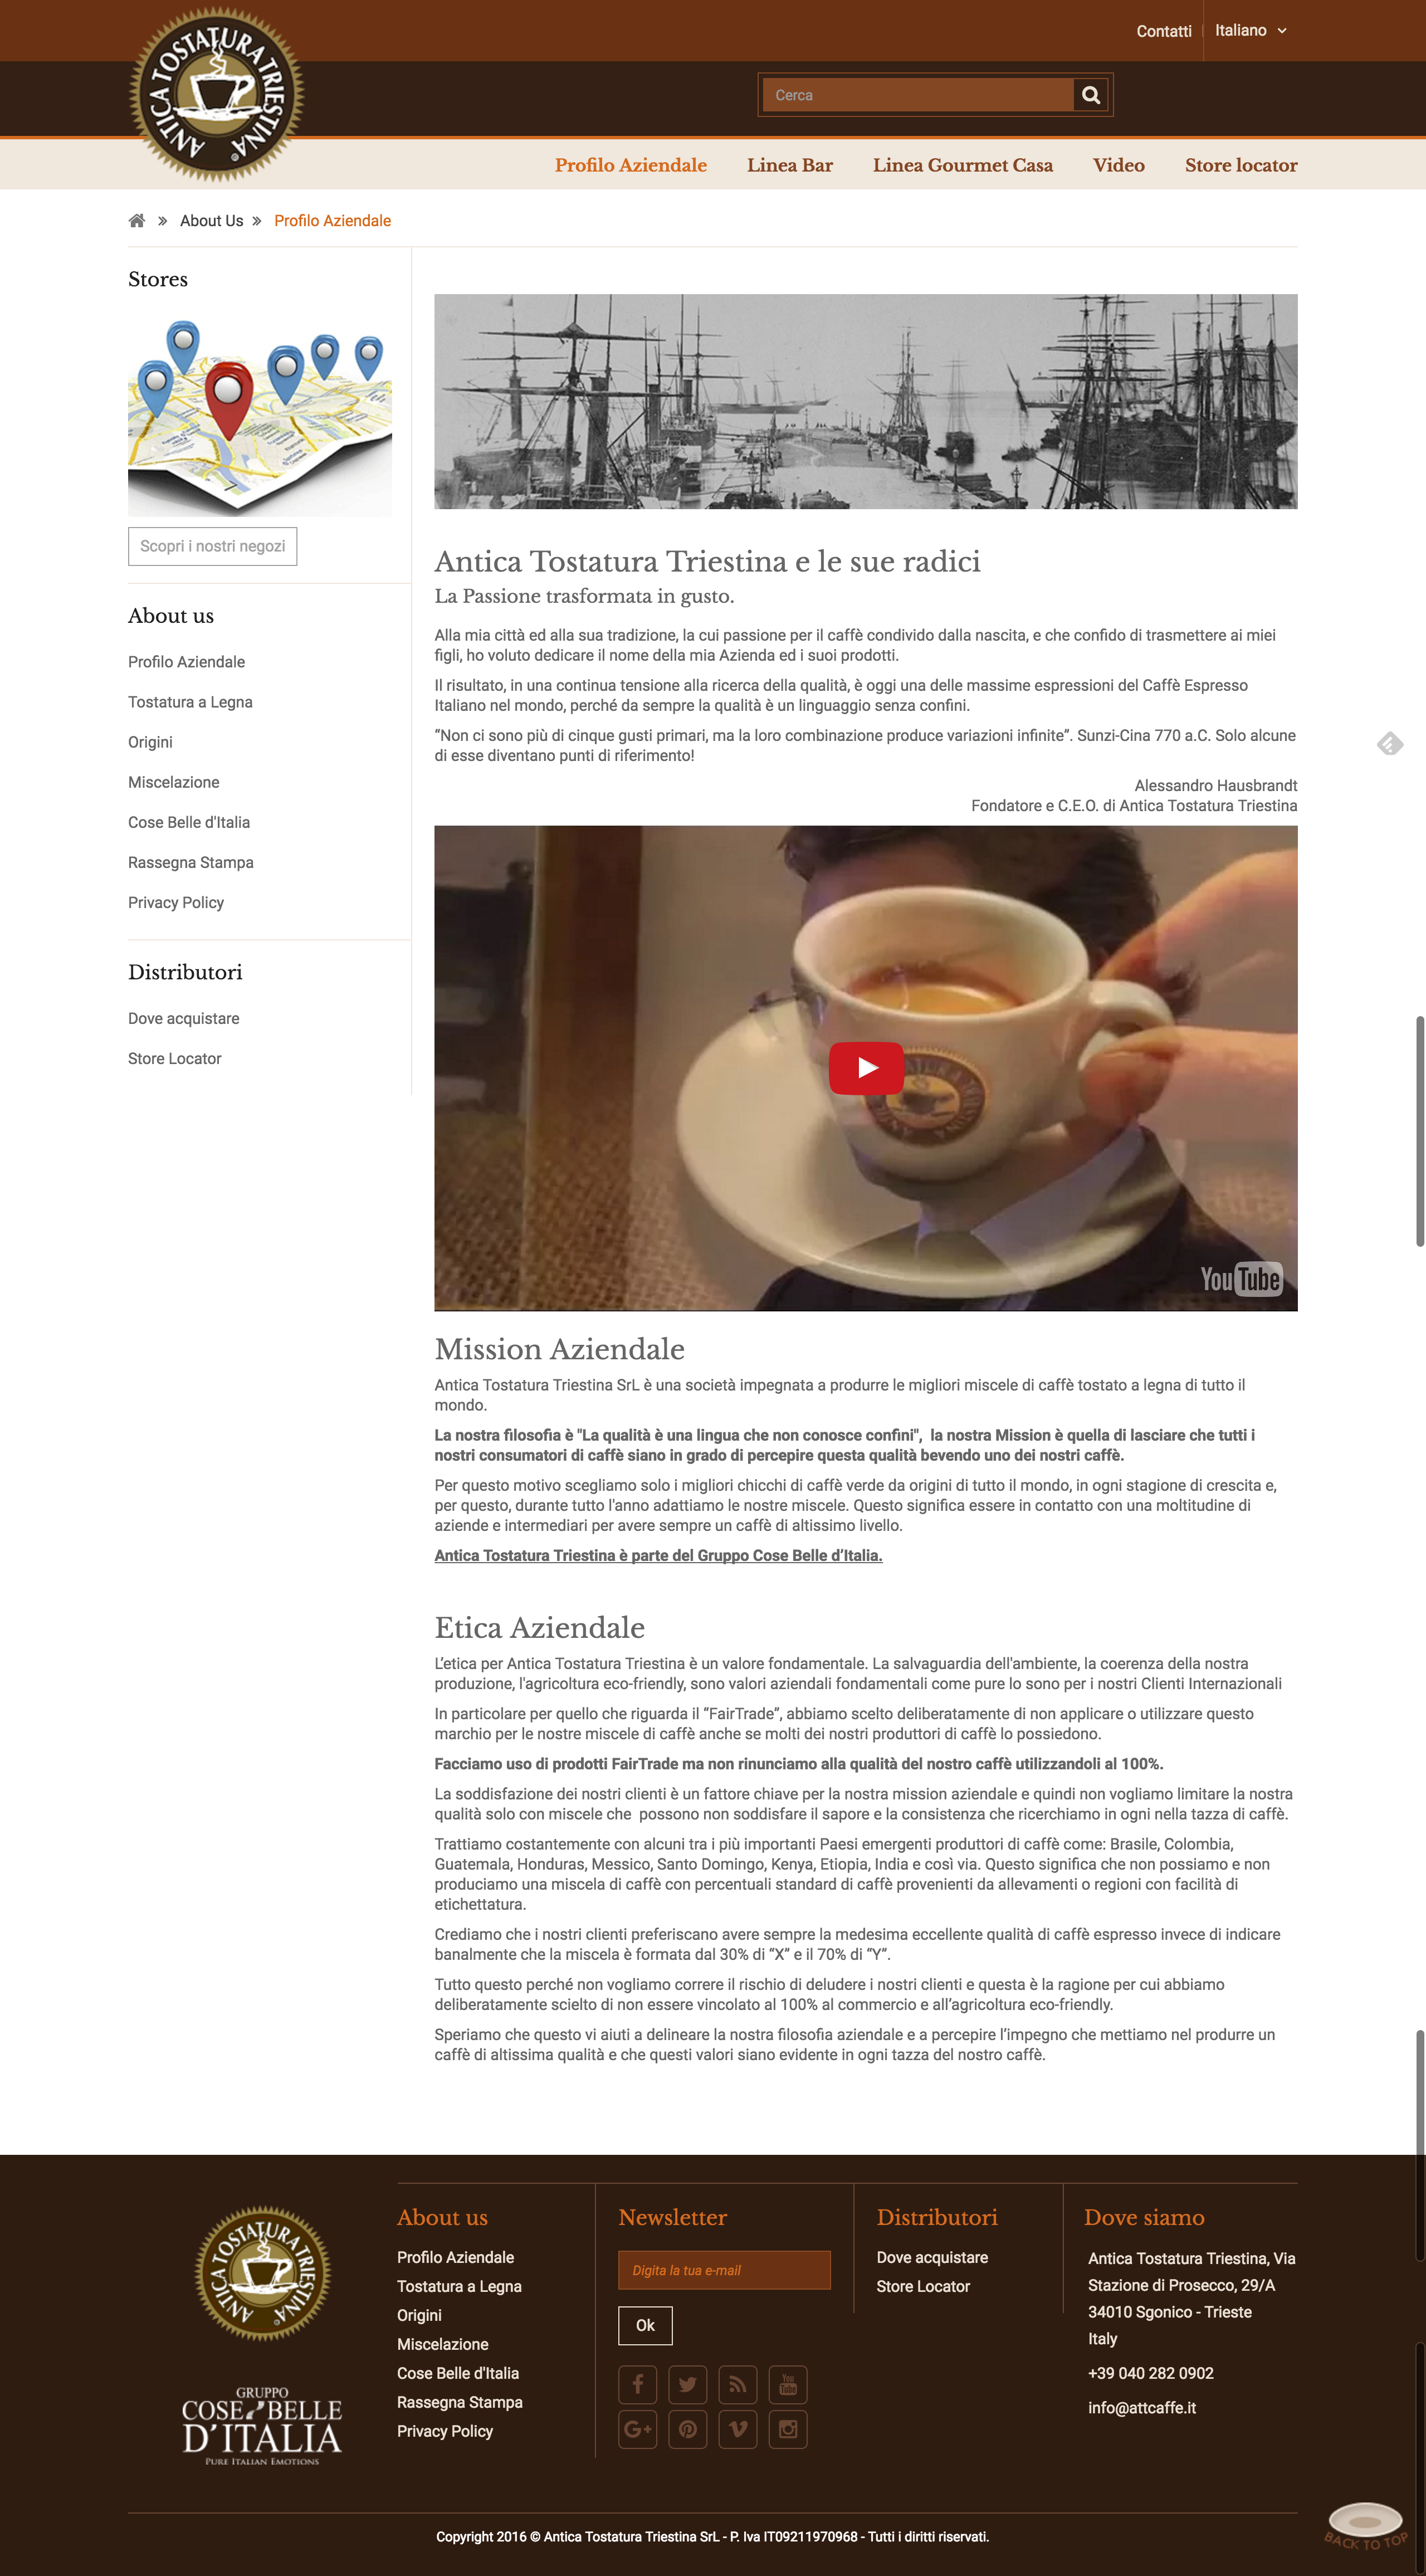 ANTICA TOSTATURA TRIESTINA
®
Contatti
Italiano
Cerca
Profilo Aziendale
Linea Bar
Linea Gourmet Casa
Video
Store locator
About Us
Profilo Aziendale
Stores
Scopri i nostri negozi
About us
Profilo Aziendale
Tostatura a Legna
Origini
Miscelazione
Cose Belle d'Italia
Rassegna Stampa
Privacy Policy
Distributori
Dove acquistare
Store Locator
Antica Tostatura Triestina e le sue radici
La Passione trasformata in gusto.
Alla mia città ed alla sua tradizione, la cui passione per il caffè condivido dalla nascita, e che confido di trasmettere ai miei
figli, ho voluto dedicare il nome della mia Azienda ed i suoi prodotti.
Il risultato, in una continua tensione alla ricerca della qualità, è oggi una delle massime espressioni del Caffè Espresso
Italiano nel mondo, perché da sempre la qualità è un linguaggio senza confini.
“Non ci sono più di cinque gusti primari, ma la loro combinazione produce variazioni infinite”. Sunzi-Cina 770 a.C. Solo alcune
di esse diventano punti di riferimento!
Alessandro Hausbrandt
Fondatore e C.E.O. di Antica Tostatura Triestina
YouTube
Mission Aziendale
Antica Tostatura Triestina SrL è una società impegnata a produrre le migliori miscele di caffè tostato a legna di tutto il
mondo.
La nostra filosofia è "La qualità è una lingua che non conosce confini", la nostra Mission è quella di lasciare che tutti i
nostri consumatori di caffè siano in grado di percepire questa qualità bevendo uno dei nostri caffè.
Per questo motivo scegliamo solo i migliori chicchi di caffè verde da origini di tutto il mondo, in ogni stagione di crescita e,
per questo, durante tutto l'anno adattiamo le nostre miscele. Questo significa essere in contatto con una moltitudine di
aziende e intermediari per avere sempre un caffè di altissimo livello.
Antica Tostatura Triestina è parte del Gruppo Cose Belle d’Italia.
Etica Aziendale
L’etica per Antica Tostatura Triestina è un valore fondamentale. La salvaguardia dell'ambiente, la coerenza della nostra
produzione, l'agricoltura eco-friendly, sono valori aziendali fondamentali come pure lo sono per i nostri Clienti Internazionali
In particolare per quello che riguarda il “FairTrade”, abbiamo scelto deliberatamente di non applicare o utilizzare questo
marchio per le nostre miscele di caffè anche se molti dei nostri produttori di caffè lo possiedono.
Facciamo uso di prodotti FairTrade ma non rinunciamo alla qualità del nostro caffè utilizzandoli al 100%.
La soddisfazione dei nostri clienti è un fattore chiave per la nostra mission aziendale e quindi non vogliamo limitare la nostra
qualità solo con miscele che possono non soddisfare il sapore e la consistenza che ricerchiamo in ogni nella tazza di caffè.
Trattiamo costantemente con alcuni tra i più importanti Paesi emergenti produttori di caffè come: Brasile, Colombia,
Guatemala, Honduras, Messico, Santo Domingo, Kenya, Etiopia, India e così via. Questo significa che non possiamo e non
produciamo una miscela di caffè con percentuali standard di caffè provenienti da allevamenti o regioni con facilità di
etichettatura.
Crediamo che i nostri clienti preferiscano avere sempre la medesima eccellente qualità di caffè espresso invece di indicare
banalmente che la miscela è formata dal 30% di “X” e il 70% di “Y”.
Tutto questo perché non vogliamo correre il rischio di deludere i nostri clienti e questa è la ragione per cui abbiamo
deliberatamente scielto di non essere vincolato al 100% al commercio e all’agricoltura eco-friendly.
Speriamo che questo vi aiuti a delineare la nostra filosofia aziendale e a percepire l’impegno che mettiamo nel produrre un
caffè di altissima qualità e che questi valori siano evidente in ogni tazza del nostro caffè.
ANTICA TOSTATURA TRIESTINA
GRUPPO
COSE BELLE
D'ITALIA
PURE ITALIAN EMOTIONS
About us
Profilo Aziendale
Tostatura a Legna
Origini
Miscelazione
Cose Belle d'Italia
Rassegna Stampa
Privacy Policy
Newsletter
Digita la tua e-mail
Ok
You
Tube
Distributori
Dove acquistare
Store Locator
Dove siamo
Antica Tostatura Triestina, Via
Stazione di Prosecco, 29/A
34010 Sgonico - Trieste
Italy
+39 040 282 0902
info@attcaffe.it
Copyright 2016 © Antica Tostatura Triestina SrL - P. Iva IT09211970968 - Tutti i diritti riservati.
BACK TO TOP